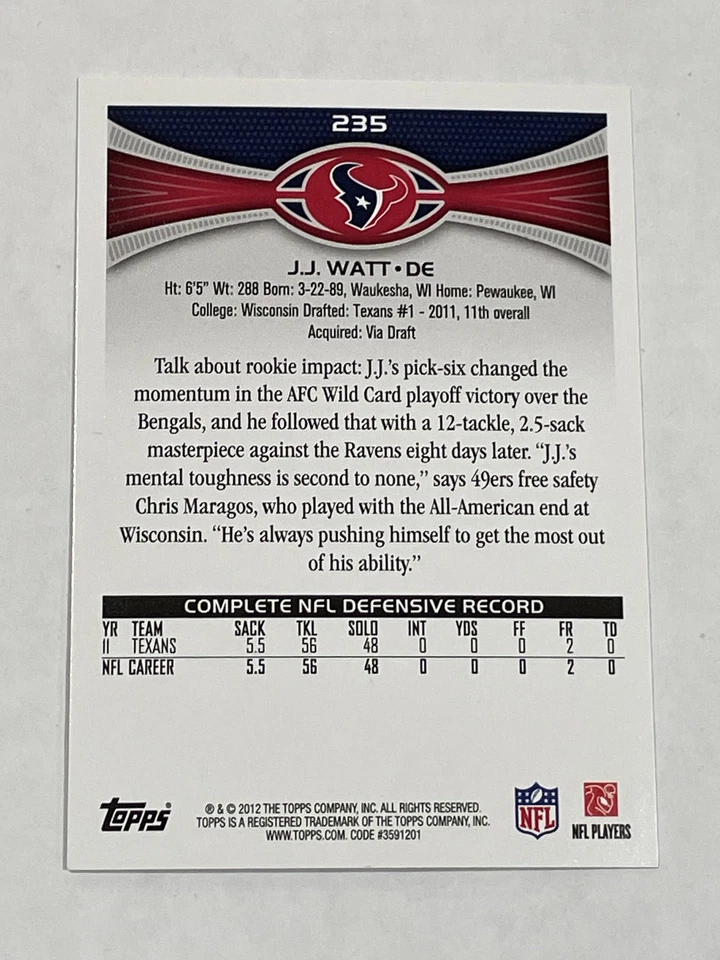 235
J.J. WATT • DE
Ht: 6'5" Wt: 288 Born: 3-22-89, Waukesha, WI Home: Pewaukee, WI
College: Wisconsin Drafted: Texans #1 - 2011, 11th overall
Acquired: Via Draft
Talk about rookie impact: J.J.'s pick-six changed the
momentum in the AFC Wild Card playoff victory over the
Bengals, and he followed that with a 12-tackle, 2.5-sack
masterpiece against the Ravens eight days later. “J.J.'s
mental toughness is second to none,” says 49ers free safety
Chris Maragos, who played with the All-American end at
Wisconsin. “He's always pushing himself to get the most out
of his ability.”
COMPLETE NFL DEFENSIVE RECORD
YR TEAM SACK TKL SOLO INT YDS FF FR TD
11 TEXANS 5.5 56 48 0 0 0 2 0
NFL CAREER 5.5 56 48 0 0 0 2 0
Topps®
® & © 2012 THE TOPPS COMPANY, INC. ALL RIGHTS RESERVED.
TOPPS IS A REGISTERED TRADEMARK OF THE TOPPS COMPANY, INC.
WWW.TOPPS.COM. CODE #3591201
NFL
NFL PLAYERS